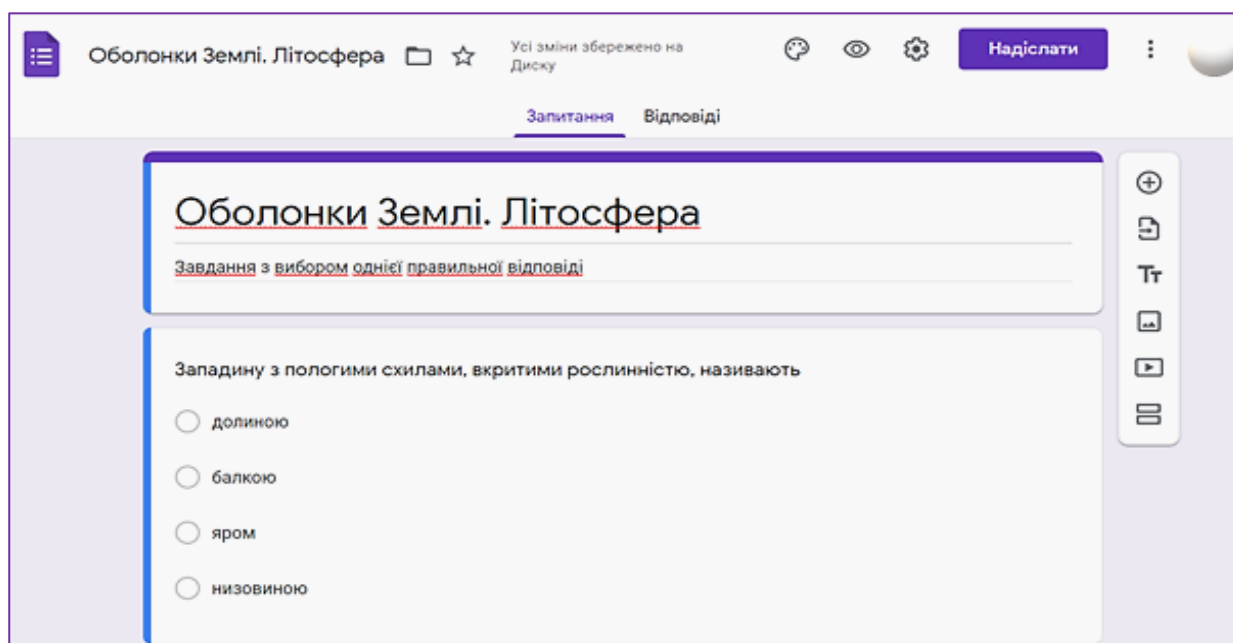 Оболонки Землі. Літосфера
Усі зміни збережено на
Диску
Надіслати
Запитання Відповіді
Оболонки Землі. Літосфера
Завдання з вибором однієї правильної відповіді
Западину з пологими схилами, вкритими рослинністю, називають
долиною
балкою
яром
низовиною